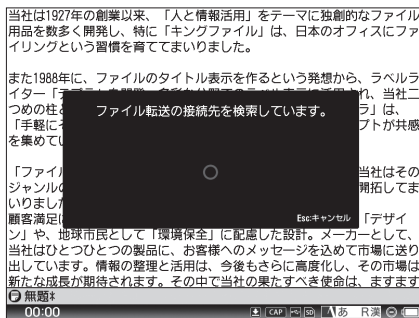 当社は1927年の創業以来、「人と情報活用」をテーマに独創的なファイル
用品を数多く開発し、特に「キングファイル」は、日本のオフィスにファ
イリングという習慣を育ててまいりました。
また1988年に、ファイルのタイトル表示を作るという発想から、ラベルラ
イター「
れ、当社二
つめの柱と
ラ」は、
「手軽にそ
プトが共感
を集めてい
ファイル転送の接続先を検索しています。
Esc:キャンセル
「ファイル
当社はその
ジャンルの
開拓してま
いりました
顧客満足
「デザイ
ン」や、地球市民として「環境保全」に配慮した設計。メーカーとして、
当社はひとつひとつの製品に、お客様へのメッセージを込めて市場に送り
出しています。情報の整理と活用は、今後もさらに高度化し、その市場は
新たな成長が期待されます。その中で当社の果たすべき使命は、ますます
無題*
00:00 CAP SD あ R漢